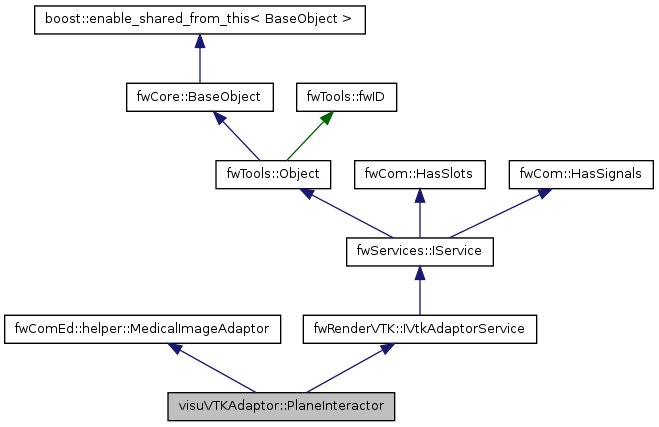 boost::enable_shared_from_this< BaseObject >
fwCore::BaseObject
fwTools::fwID
fwTools::Object
fwCom::HasSlots
fwCom::HasSignals
fwServices::IService
fwComEd::helper::MedicalImageAdaptor
fwRenderVTK::IVtkAdaptorService
visuVTKAdaptor::PlaneInteractor